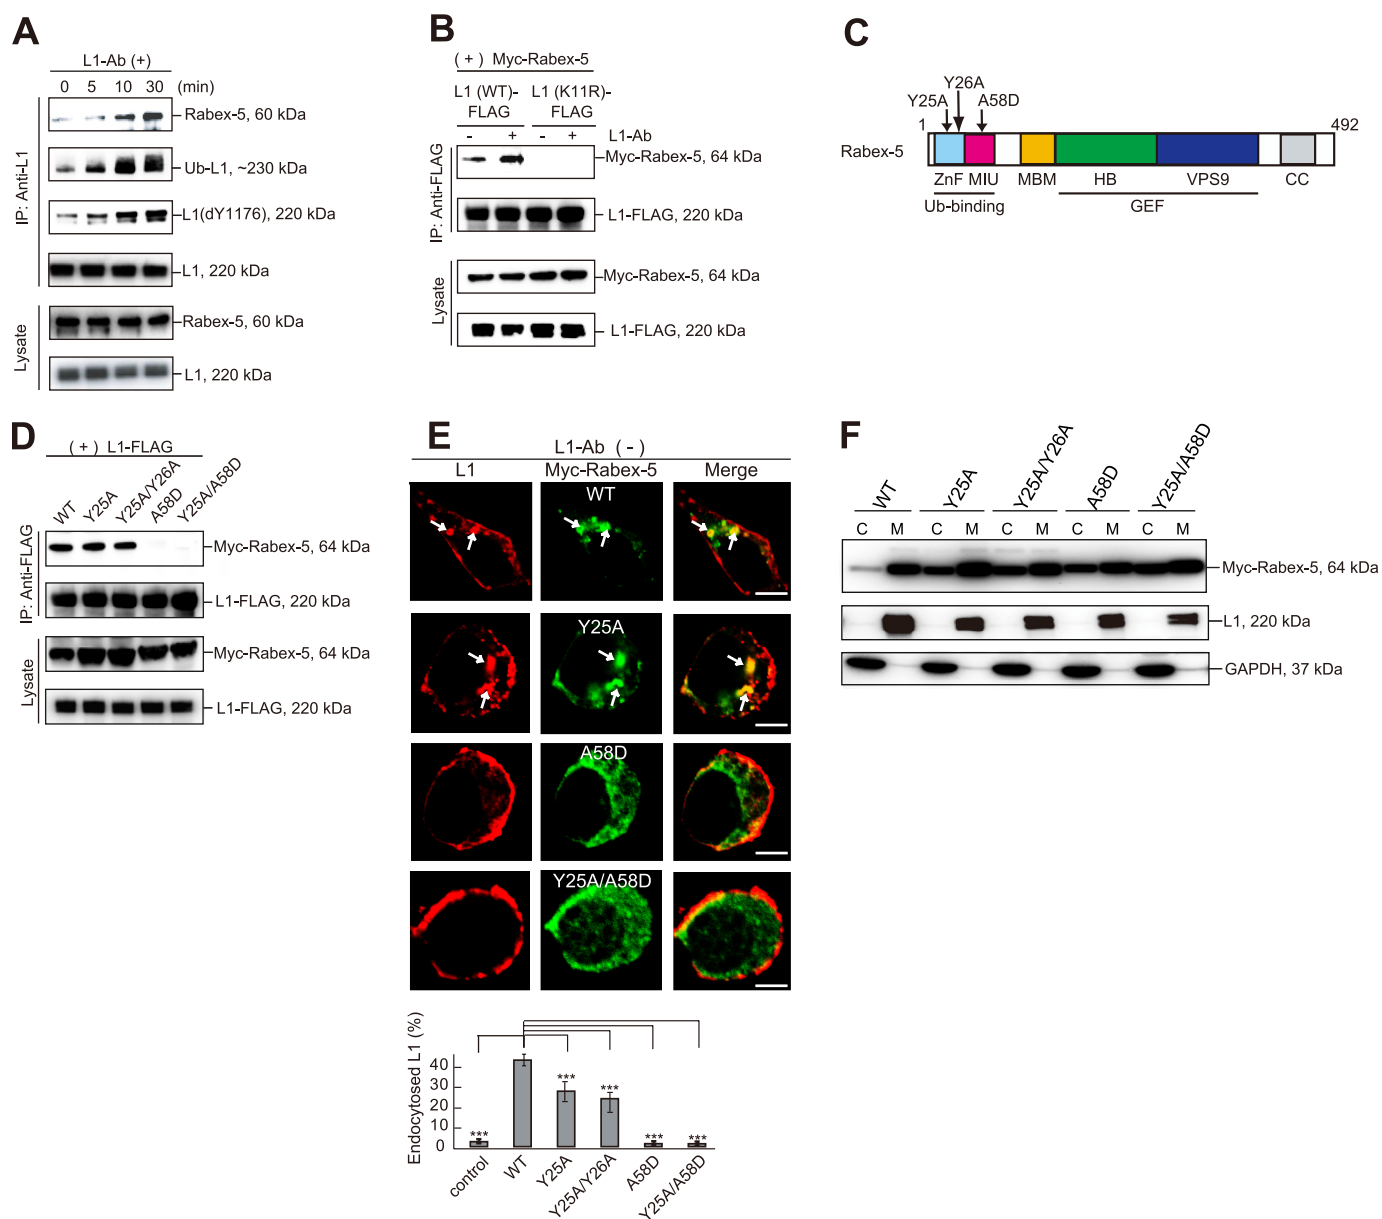 A
L1-Ab (+)
0 5 10 30 (min)
IP: Anti-L1
Rabex-5, 60 kDa
Ub-L1, ~230 kDa
L1(dY1176), 220 kDa
L1, 220 kDa
Lysate
Rabex-5, 60 kDa
L1, 220 kDa
B
(+) Myc-Rabex-5
L1 (WT)-FLAG L1 (K11R)-FLAG
- + - + L1-Ab
IP: Anti-FLAG
Myc-Rabex-5, 64 kDa
L1-FLAG, 220 kDa
Lysate
Myc-Rabex-5, 64 kDa
L1-FLAG, 220 kDa
C
Y26A
Y25A A58D
1 492
Rabex-5
ZnF MIU MBM HB VPS9 CC
Ub-binding GEF
D
(+) L1-FLAG
WT Y25A Y25A/Y26A A58D Y25A/A58D
IP: Anti-FLAG
Myc-Rabex-5, 64 kDa
L1-FLAG, 220 kDa
Lysate
Myc-Rabex-5, 64 kDa
L1-FLAG, 220 kDa
E
L1-Ab (-)
L1 Myc-Rabex-5 Merge
WT
Y25A
A58D
Y25A/A58D
Endocytosed L1 (%)
40
30
20
10
0
*** *** *** *** ***
control WT Y25A Y25A/Y26A A58D Y25A/A58D
F
WT Y25A Y25A/Y26A A58D Y25A/A58D
C M C M C M C M C M
Myc-Rabex-5, 64 kDa
L1, 220 kDa
GAPDH, 37 kDa